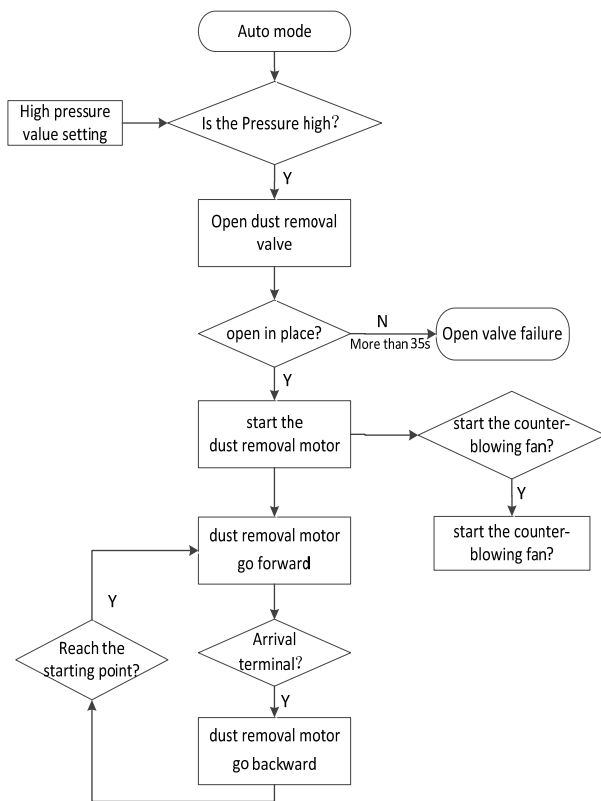 Auto mode
High pressure
value setting
Is the Pressure high?
Y
Open dust removal
valve
open in place?
N
More than 35s
Open valve failure
Y
start the
dust removal motor
start the counter-
blowing fan?
Y
start the counter-
blowing fan?
dust removal motor
go forward
Y
Reach the
starting point?
Arrival
terminal?
Y
dust removal motor
go backward